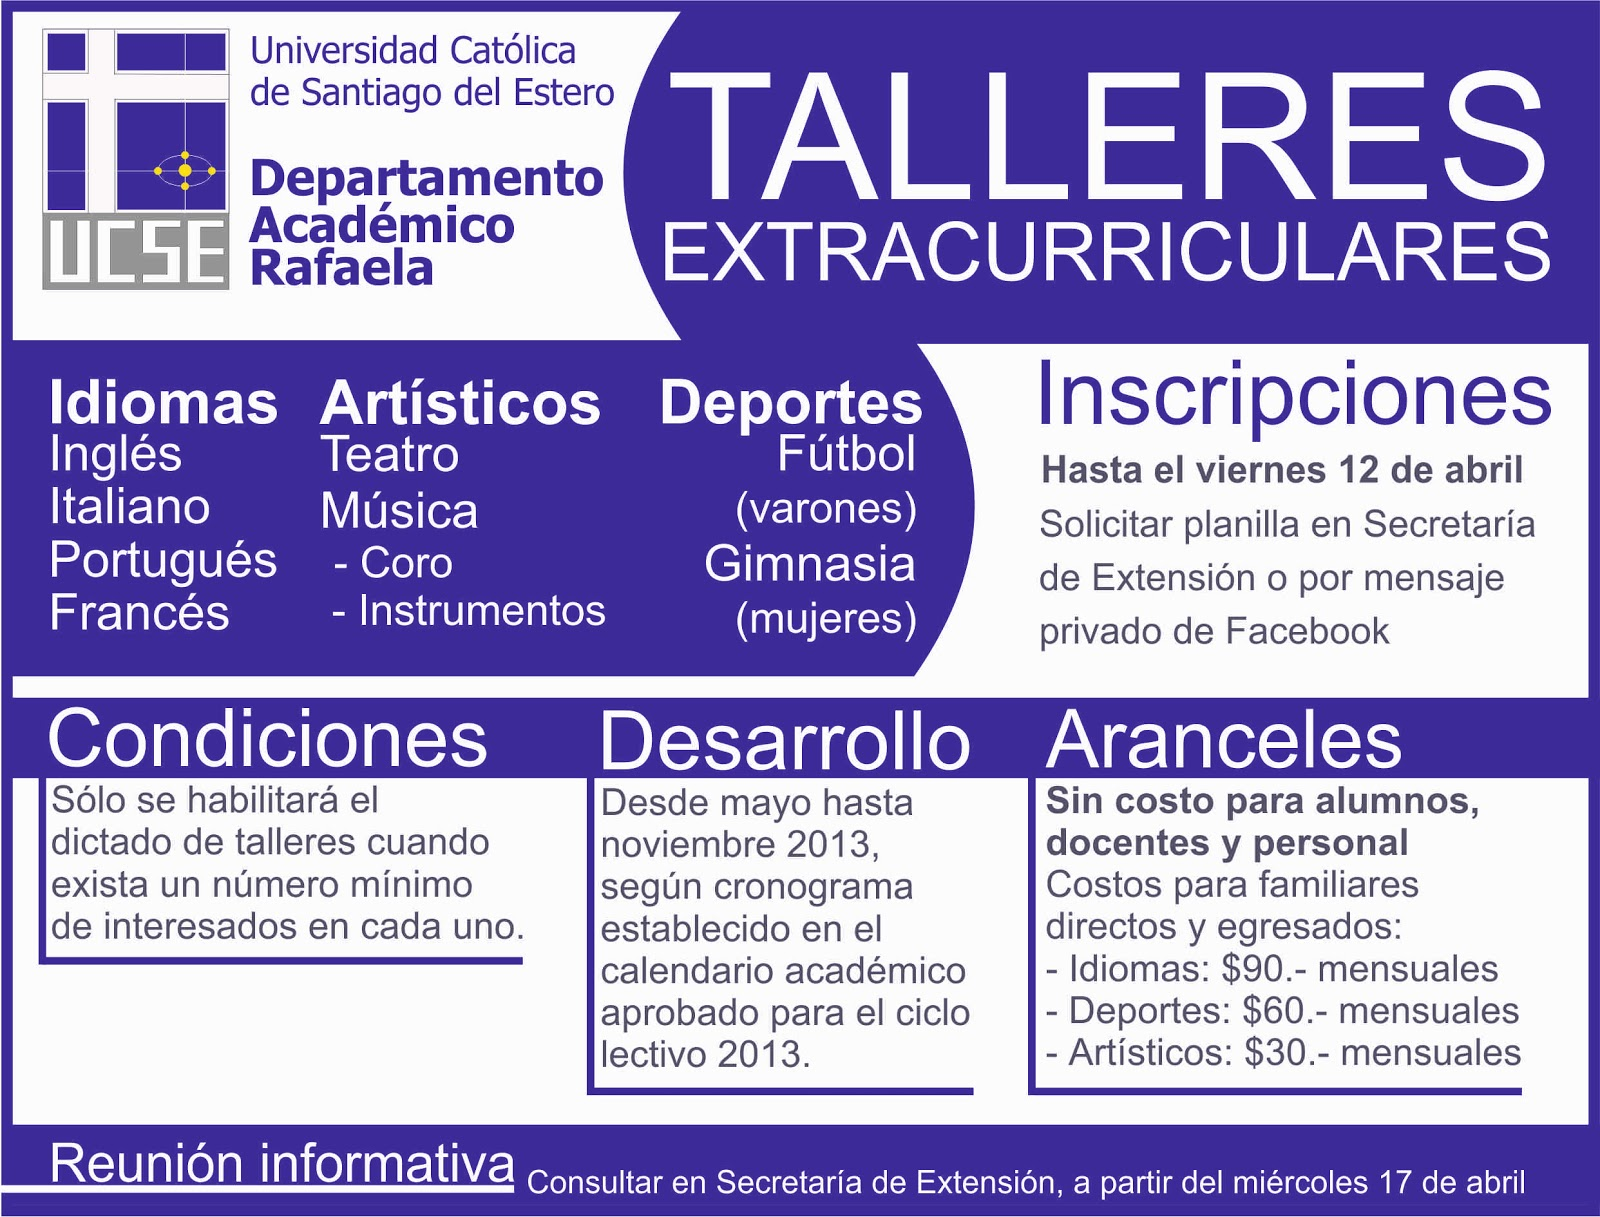 UCSE
Universidad Católica
de Santiago del Estero
Departamento
Académico
Rafaela
TALLERES
EXTRACURRICULARES
Idiomas
Inglés
Italiano
Portugués
Francés
Artísticos
Teatro
Música
- Coro
- Instrumentos
Deportes
Fútbol
(varones)
Gimnasia
(mujeres)
Inscripciones
Hasta el viernes 12 de abril
Solicitar planilla en Secretaría
de Extensión o por mensaje
privado de Facebook
Condiciones
Sólo se habilitará el
dictado de talleres cuando
exista un número mínimo
de interesados en cada uno.
Desarrollo
Desde mayo hasta
noviembre 2013,
según cronograma
establecido en el
calendario académico
aprobado para el ciclo
lectivo 2013.
Aranceles
Sin costo para alumnos,
docentes y personal
Costos para familiares
directos y egresados:
- Idiomas: $90.- mensuales
- Deportes: $60.- mensuales
- Artísticos: $30.- mensuales
Reunión informativa
Consultar en Secretaría de Extensión, a partir del miércoles 17 de abril